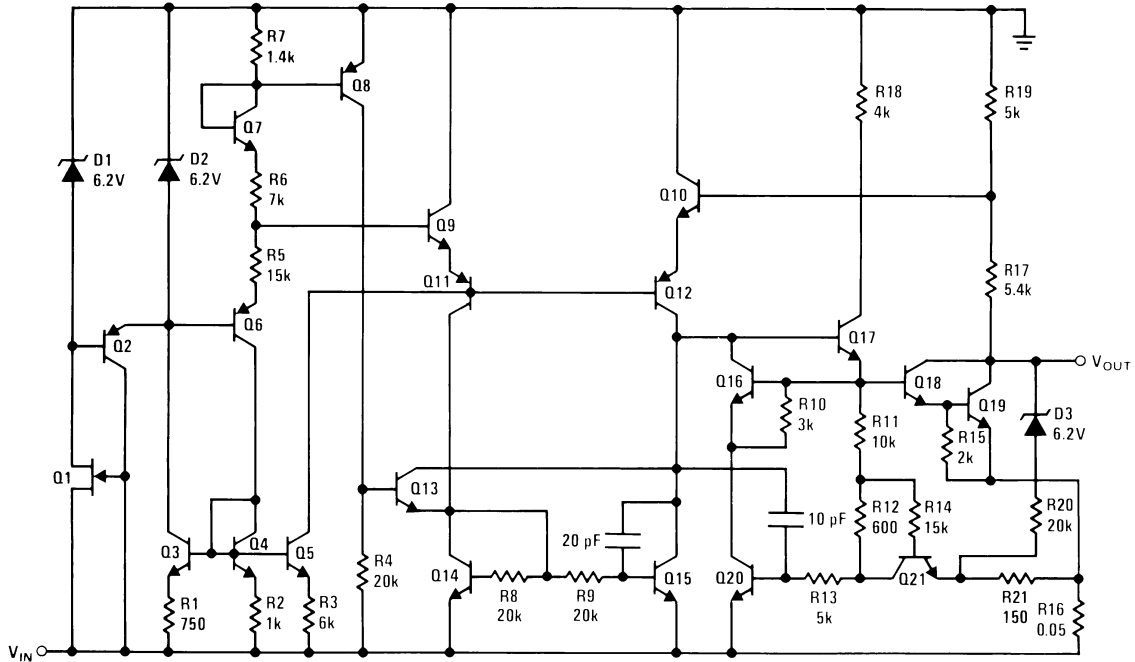 R7
1.4k
Q8
R18
4k
R19
5k
Q7
D1
6.2V
D2
6.2V
R6
7k
Q10
Q9
R5
15k
Q11
Q12
R17
5.4k
Q6
Q2
Q17
VOUT
Q16
Q18
R10
3k
R11
10k
Q19
D3
6.2V
R15
2k
Q1
Q13
R12
600
R14
15k
R20
20k
10 pF
20 pF
Q3
Q4
Q5
R4
20k
Q14
R8
20k
R9
20k
Q15
Q20
R13
5k
Q21
R21
150
R16
0.05
R1
750
R2
1k
R3
6k
VIN